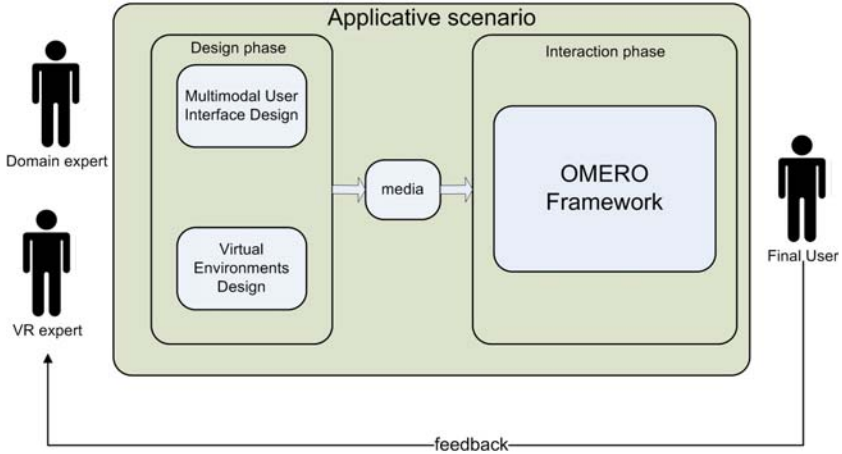 Applicative scenario
Design phase
Multimodal User
Interface Design
Virtual
Environments
Design
media
Interaction phase
OMERO
Framework
Domain expert
VR expert
Final User
feedback